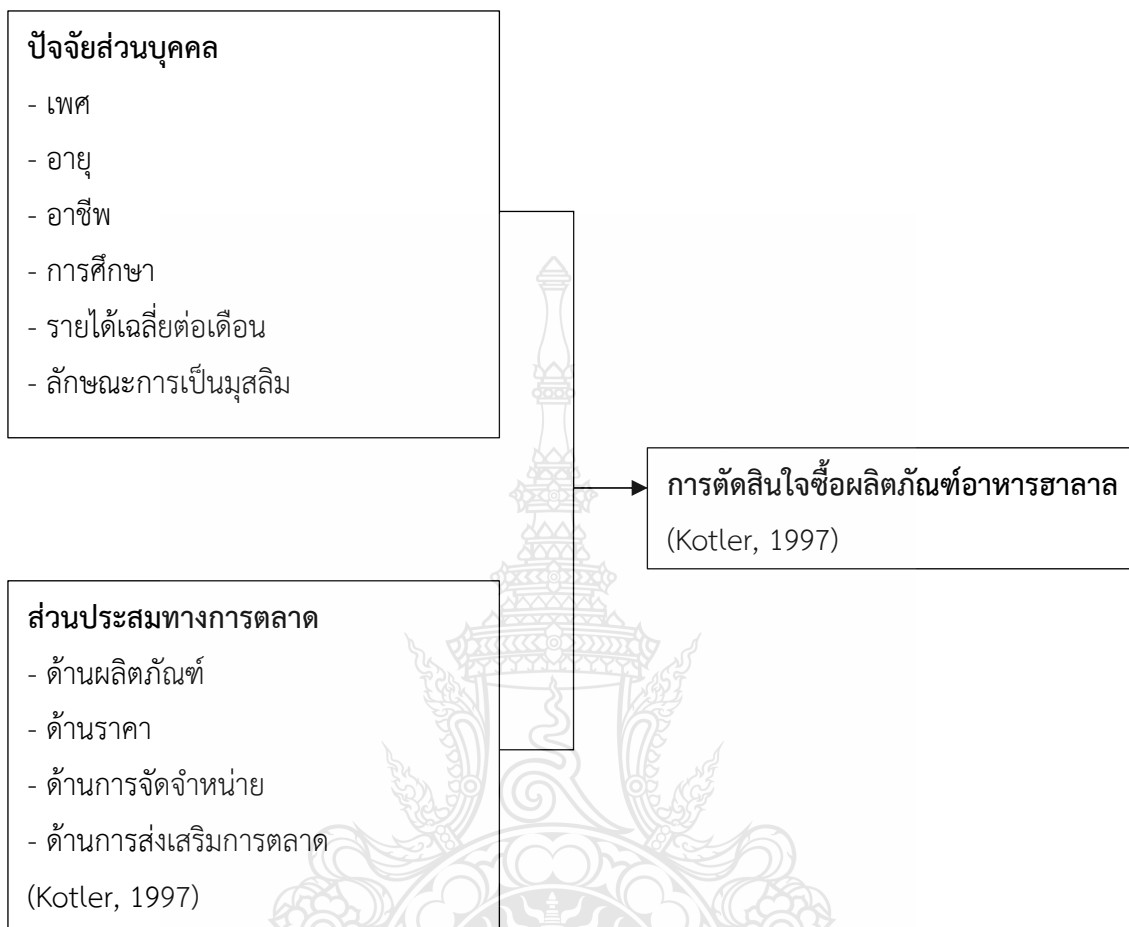 ปัจจัยส่วนบุคคล
- เพศ
- อายุ
- อาชีพ
- การศึกษา
- รายได้เฉลี่ยต่อเดือน
- ลักษณะการเป็นมุสลิม
การตัดสินใจซื้อผลิตภัณฑ์อาหารฮาลาล
(Kotler, 1997)
ส่วนประสมทางการตลาด
- ด้านผลิตภัณฑ์
- ด้านราคา
- ด้านการจัดจำหน่าย
- ด้านการส่งเสริมการตลาด
(Kotler, 1997)